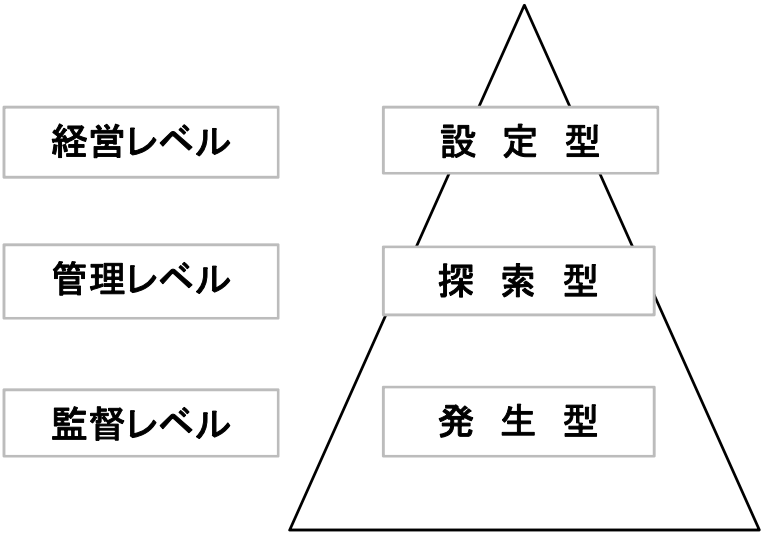 経営レベル
設 定 型
管理レベル
探 索 型
監督レベル
発 生 型